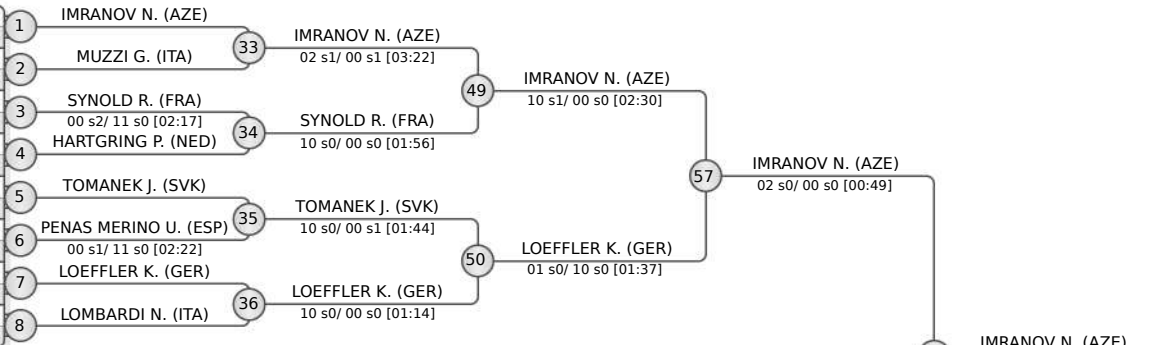 1
IMRANOV N. (AZE)
2
MUZZI G. (ITA)
33
IMRANOV N. (AZE)
02 s1/ 00 s1 [03:22]
3
SYNOLD R. (FRA)
00 s2/ 11 s0 [02:17]
4
HARTGRING P. (NED)
34
SYNOLD R. (FRA)
10 s0/ 00 s0 [01:56]
49
IMRANOV N. (AZE)
10 s1/ 00 s0 [02:30]
5
TOMANEK J. (SVK)
6
PENAS MERINO U. (ESP)
00 s1/ 11 s0 [02:22]
35
TOMANEK J. (SVK)
10 s0/ 00 s1 [01:44]
7
LOEFFLER K. (GER)
8
LOMBARDI N. (ITA)
36
LOEFFLER K. (GER)
10 s0/ 00 s0 [01:14]
50
LOEFFLER K. (GER)
01 s0/ 10 s0 [01:37]
57
IMRANOV N. (AZE)
02 s0/ 00 s0 [00:49]
IMRANOV N. (AZE)